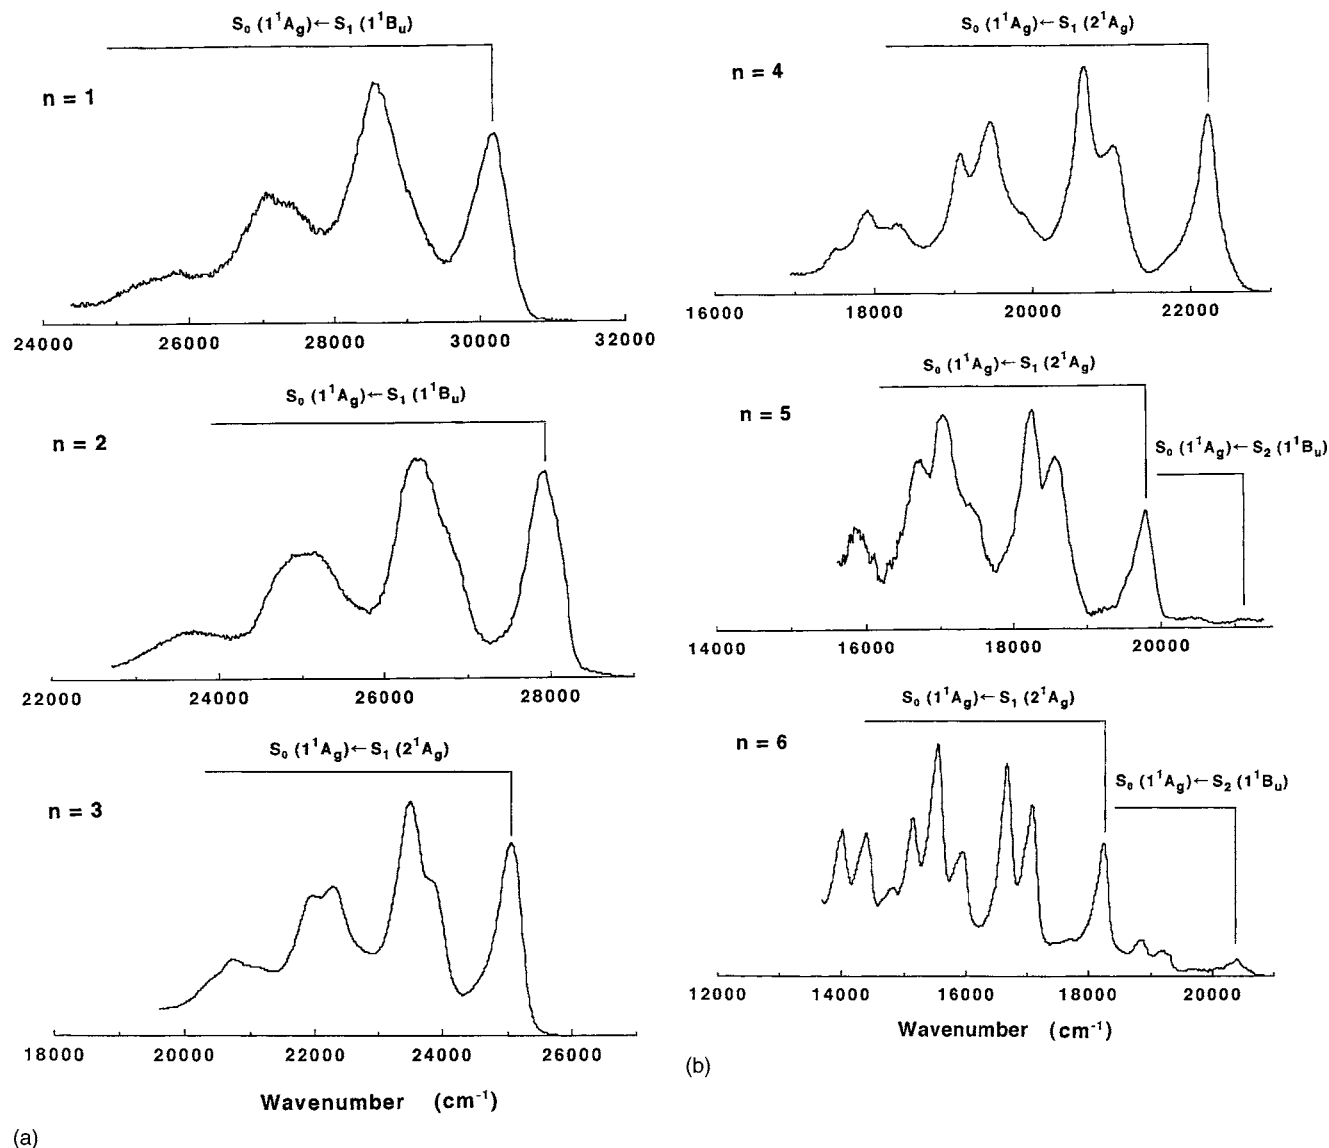 S₀ (1¹A_g)←S₁ (1¹B_u)
n = 1
24000 26000 28000 30000 32000
S₀ (1¹A_g)←S₁ (1¹B_u)
n = 2
22000 24000 26000 28000
S₀ (1¹A_g)←S₁ (2¹A_g)
n = 3
18000 20000 22000 24000 26000
Wavenumber (cm⁻¹)
(a)
S₀ (1¹A_g)←S₁ (2¹A_g)
n = 4
16000 18000 20000 22000
S₀ (1¹A_g)←S₁ (2¹A_g)
n = 5
S₀ (1¹A_g)←S₂ (1¹B_u)
14000 16000 18000 20000
S₀ (1¹A_g)←S₁ (2¹A_g)
n = 6
S₀ (1¹A_g)←S₂ (1¹B_u)
12000 14000 16000 18000 20000
Wavenumber (cm⁻¹)
(b)